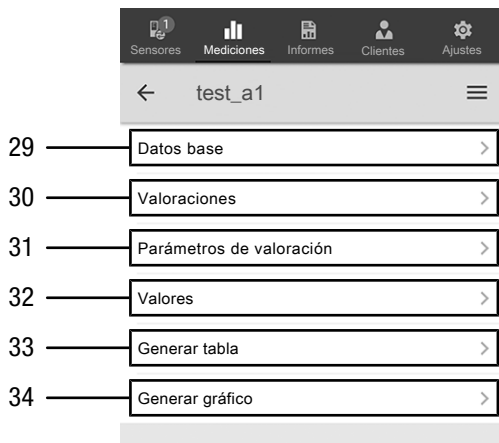 1
Sensores Mediciones Informes Clientes Ajustes
test_a1
29 Datos base
30 Valoraciones
31 Parámetros de valoración
32 Valores
33 Generar tabla
34 Generar gráfico